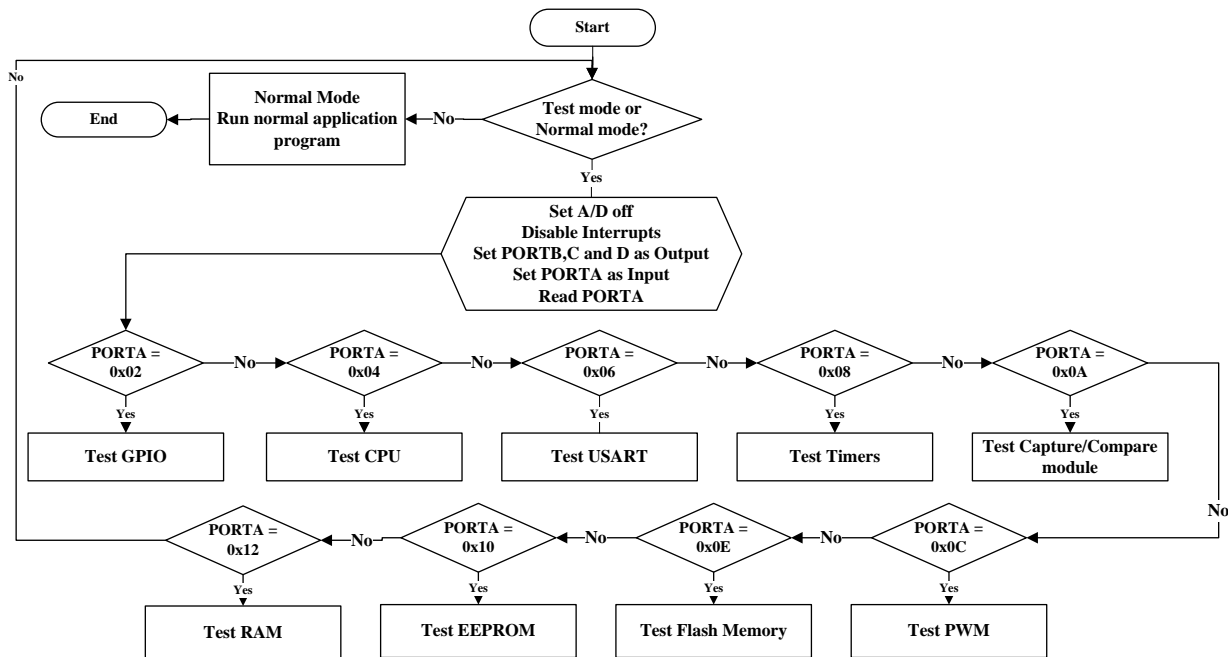 Start
No
Normal Mode
Run normal application
program
End
No
Test mode or
Normal mode?
Yes
Set A/D off
Disable Interrupts
Set PORTB,C and D as Output
Set PORTA as Input
Read PORTA
PORTA =
0x02
No
PORTA =
0x04
No
PORTA =
0x06
No
PORTA =
0x08
No
PORTA =
0x0A
Yes
Yes
Yes
Yes
Yes
Test GPIO
Test CPU
Test USART
Test Timers
Test Capture/Compare
module
No
PORTA =
0x12
No
PORTA =
0x10
No
PORTA =
0x0E
No
PORTA =
0x0C
Yes
Yes
Yes
Yes
Test RAM
Test EEPROM
Test Flash Memory
Test PWM